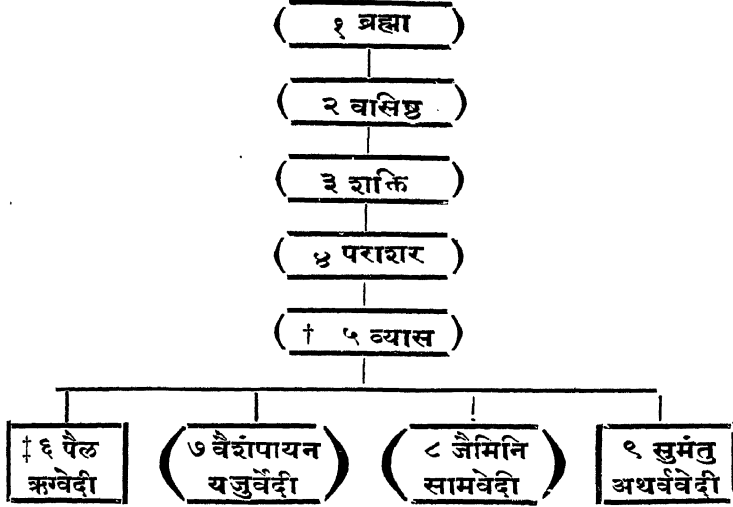 १ ब्रह्मा
२ वासिष्ठ
३ शक्ति
४ पराशर
† ५ व्यास
‡ ६ पैल
ऋग्वेदी
७ वैशंपायन
यजुर्वेदी
८ जैमिनि
सामवेदी
९ सुमंतु
अथर्ववेदी